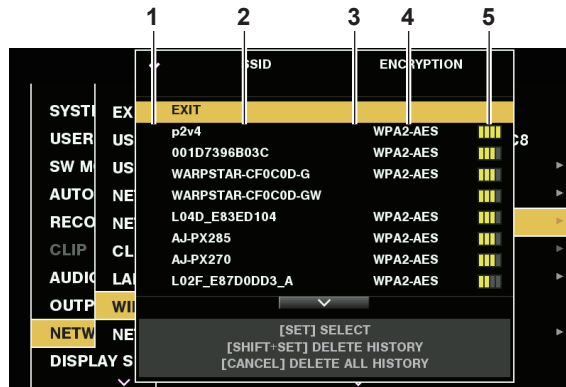 1 2 3 4 5
SSID ENCRYPTION
EXIT
p2v4 WPA2-AES
001D7396B03C WPA2-AES
WARPSTAR-CF0C0D-G WPA2-AES
WARPSTAR-CF0C0D-GW
L04D_E83ED104 WPA2-AES
AJ-PX285 WPA2-AES
AJ-PX270 WPA2-AES
L02F_E87D0DD3_A WPA2-AES
[SET] SELECT
[SHIFT+SET] DELETE HISTORY
[CANCEL] DELETE ALL HISTORY
SYSTE EX
USER US C8
SW M US
AUTO NE
RECO NE
CLIP CL
AUDIO LA
OUTP WI
NETW NE
DISPLAY S